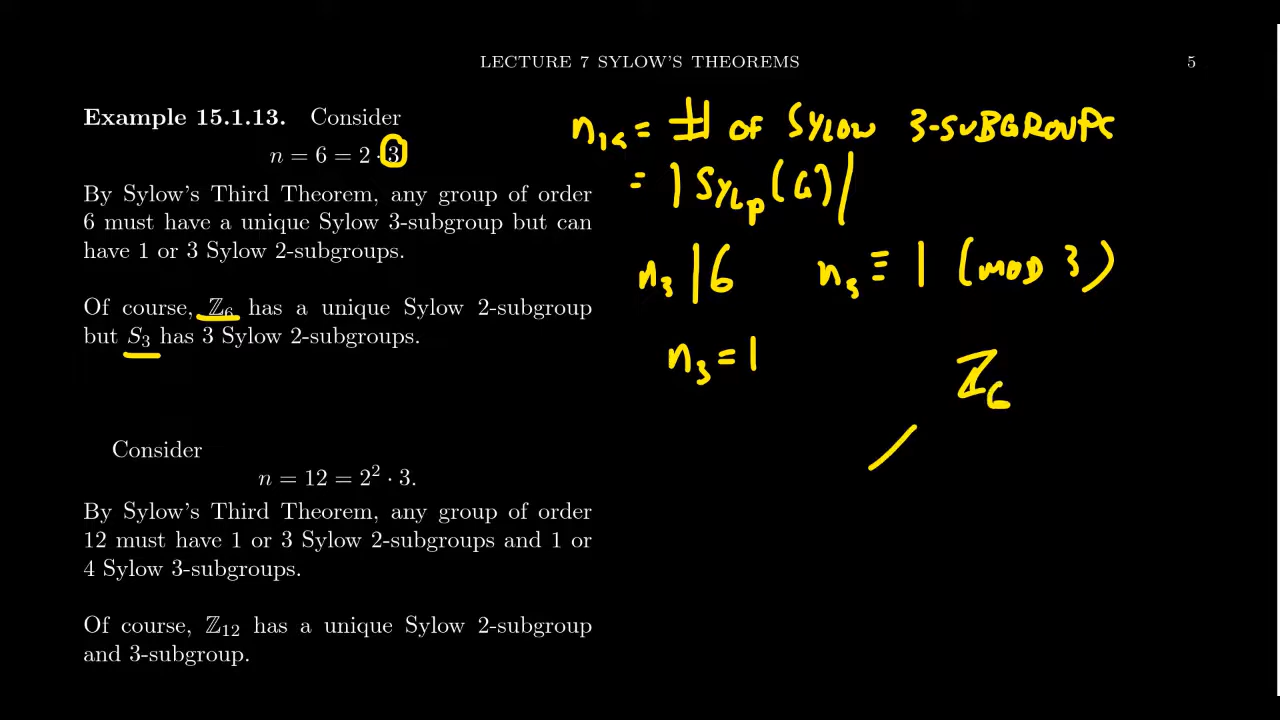 LECTURE 7 SYLOW'S THEOREMS 5
Example 15.1.13. Consider
n = 6 = 2 · 3
By Sylow's Third Theorem, any group of order
6 must have a unique Sylow 3-subgroup but can
have 1 or 3 Sylow 2-subgroups.
Of course, ℤ₆ has a unique Sylow 2-subgroup
but S₃ has 3 Sylow 2-subgroups.
Consider
n = 12 = 2² · 3.
By Sylow's Third Theorem, any group of order
12 must have 1 or 3 Sylow 2-subgroups and 1 or
4 Sylow 3-subgroups.
Of course, ℤ₁₂ has a unique Sylow 2-subgroup
and 3-subgroup.
= # OF SYLOW 3-SUBGROUPS
= |SYLp(G)|
n₃ | 6 n₃ ≡ 1 (MOD 3)
n₃ = 1
ℤ₆